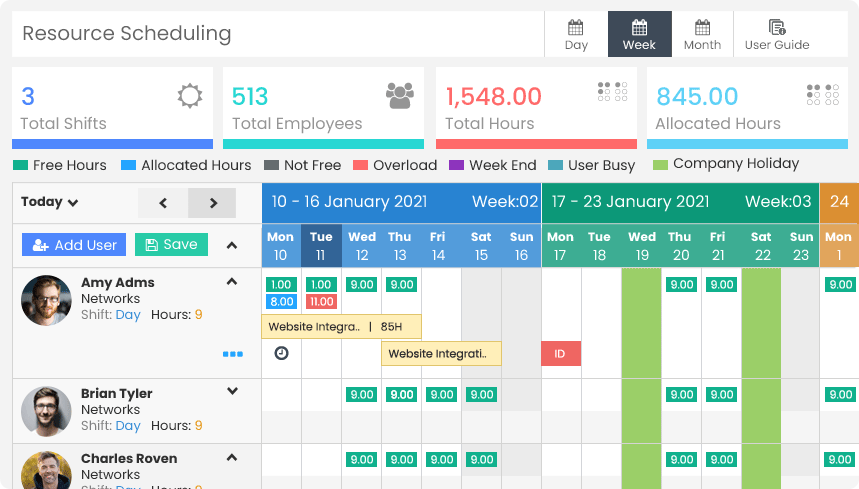 Resource Scheduling
Day
Week
Month
User Guide
3
Total Shifts
513
Total Employees
1,548.00
Total Hours
845.00
Allocated Hours
Free Hours Allocated Hours Not Free Overload Week End User Busy Company Holiday
Today 10 - 16 January 2021 Week:02 17 - 23 January 2021 Week:03 24
Add User Save
Mon Tue Wed Thu Fri Sat Sun Mon Tue Wed Thu Fri Sat Sun Mon
10 11 12 13 14 15 16 17 18 19 20 21 22 23 1
Amy Adms
Networks
Shift: Day Hours: 9
1.00 1.00 9.00 9.00 9.00 9.00 9.00
8.00 11.00
Website Integra.. | 85H
Website Integrati.. ID
Brian Tyler
Networks
Shift: Day Hours: 9
9.00 9.00 9.00 9.00 9.00 9.00 9.00
Charles Roven
Networks
Shift: Day Hours: 9
9.00 9.00 9.00 9.00 9.00 9.00 9.00